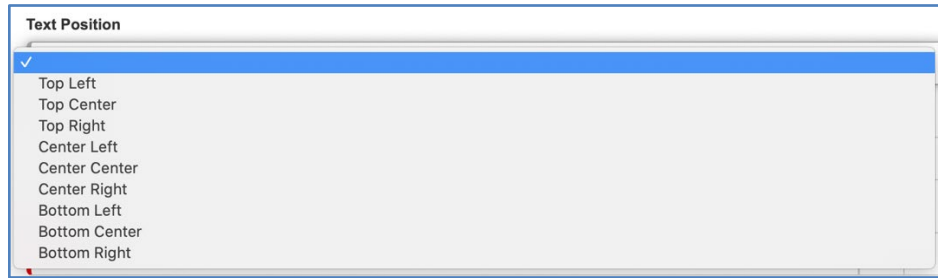 Text Position
✓
Top Left
Top Center
Top Right
Center Left
Center Center
Center Right
Bottom Left
Bottom Center
Bottom Right